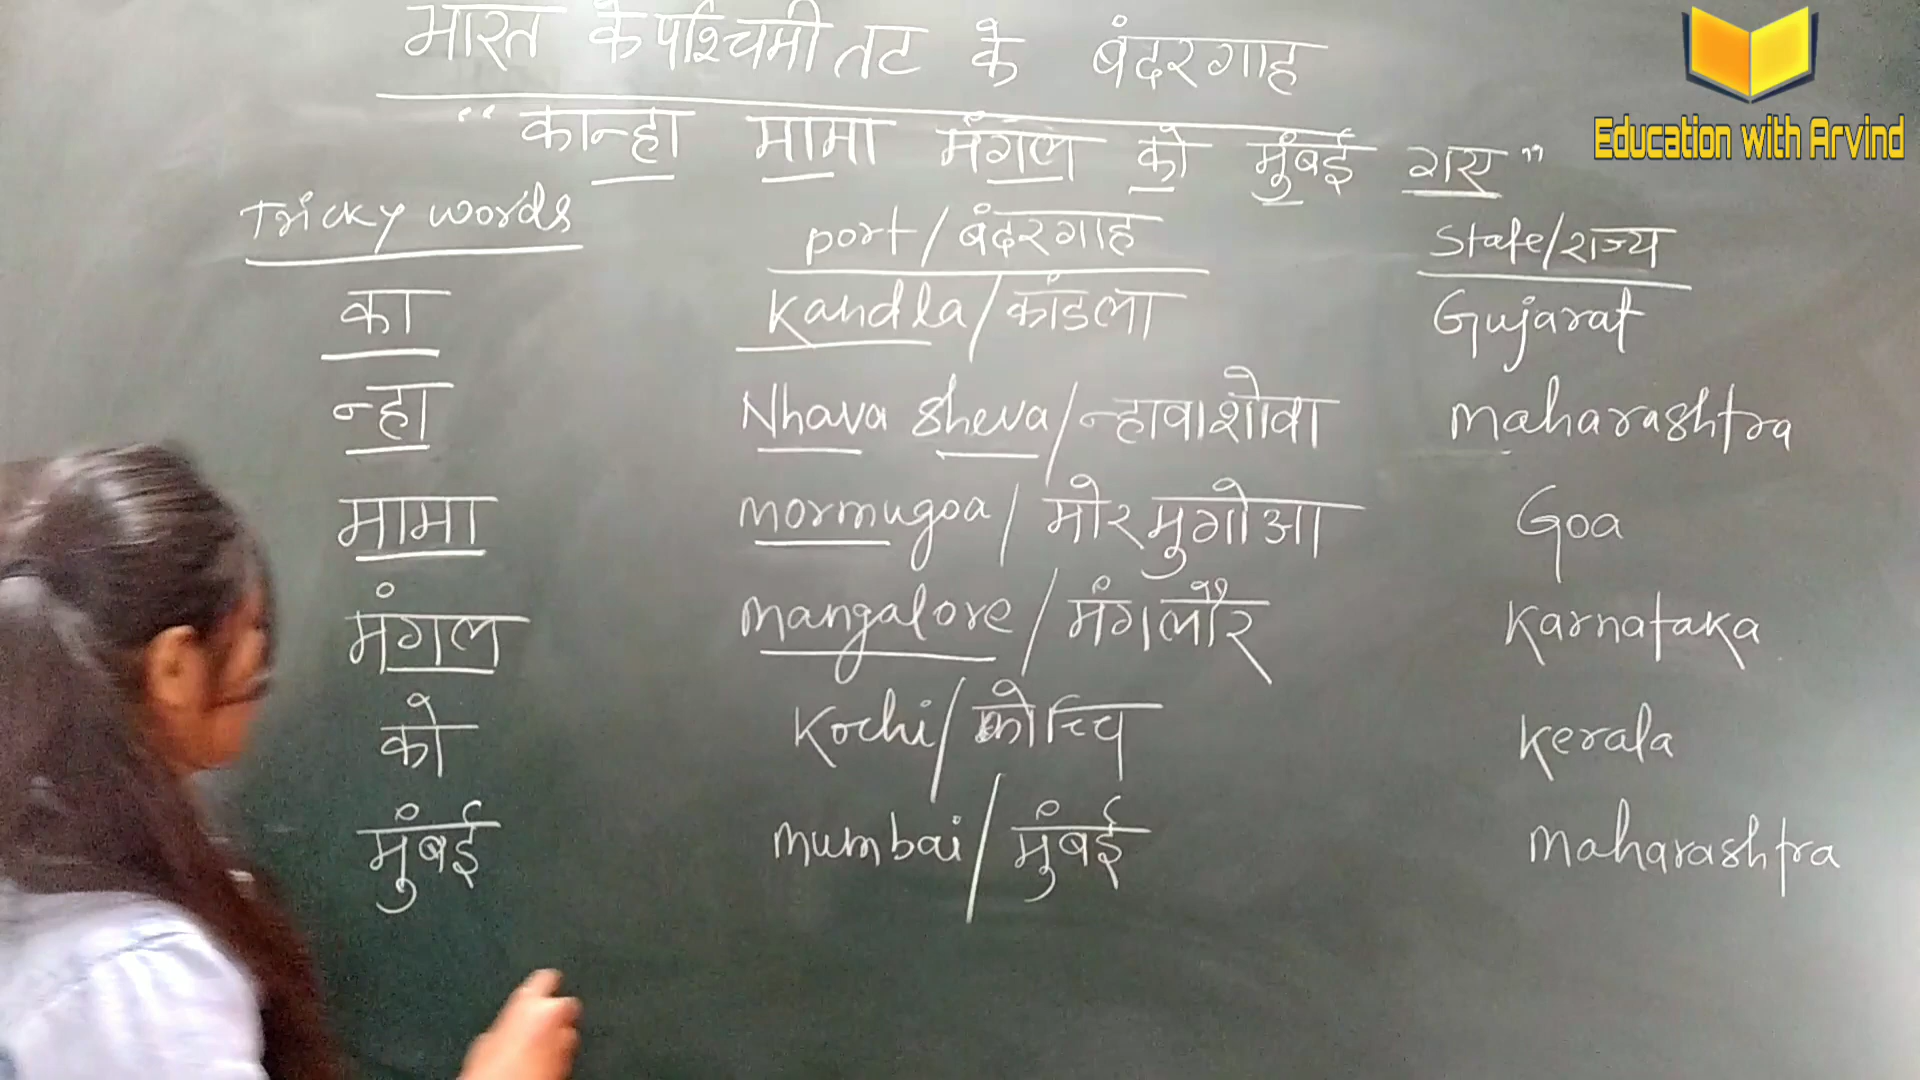 भारत के पश्चिमी तट के बंदरगाह
Education with Arvind
"कान्हा मामा मंगल को मुंबई गए"
Tricky words port/बंदरगाह State/राज्य
का Kandla/कांडला Gujarat
न्हा Nhava Sheva/न्हावाशेवा Maharashtra
मामा mormugoa/मोरमुगोआ Goa
मंगल mangalore/मंगलौर Karnataka
को Kochi/कोच्चि Kerala
मुंबई mumbai/मुंबई maharashtra